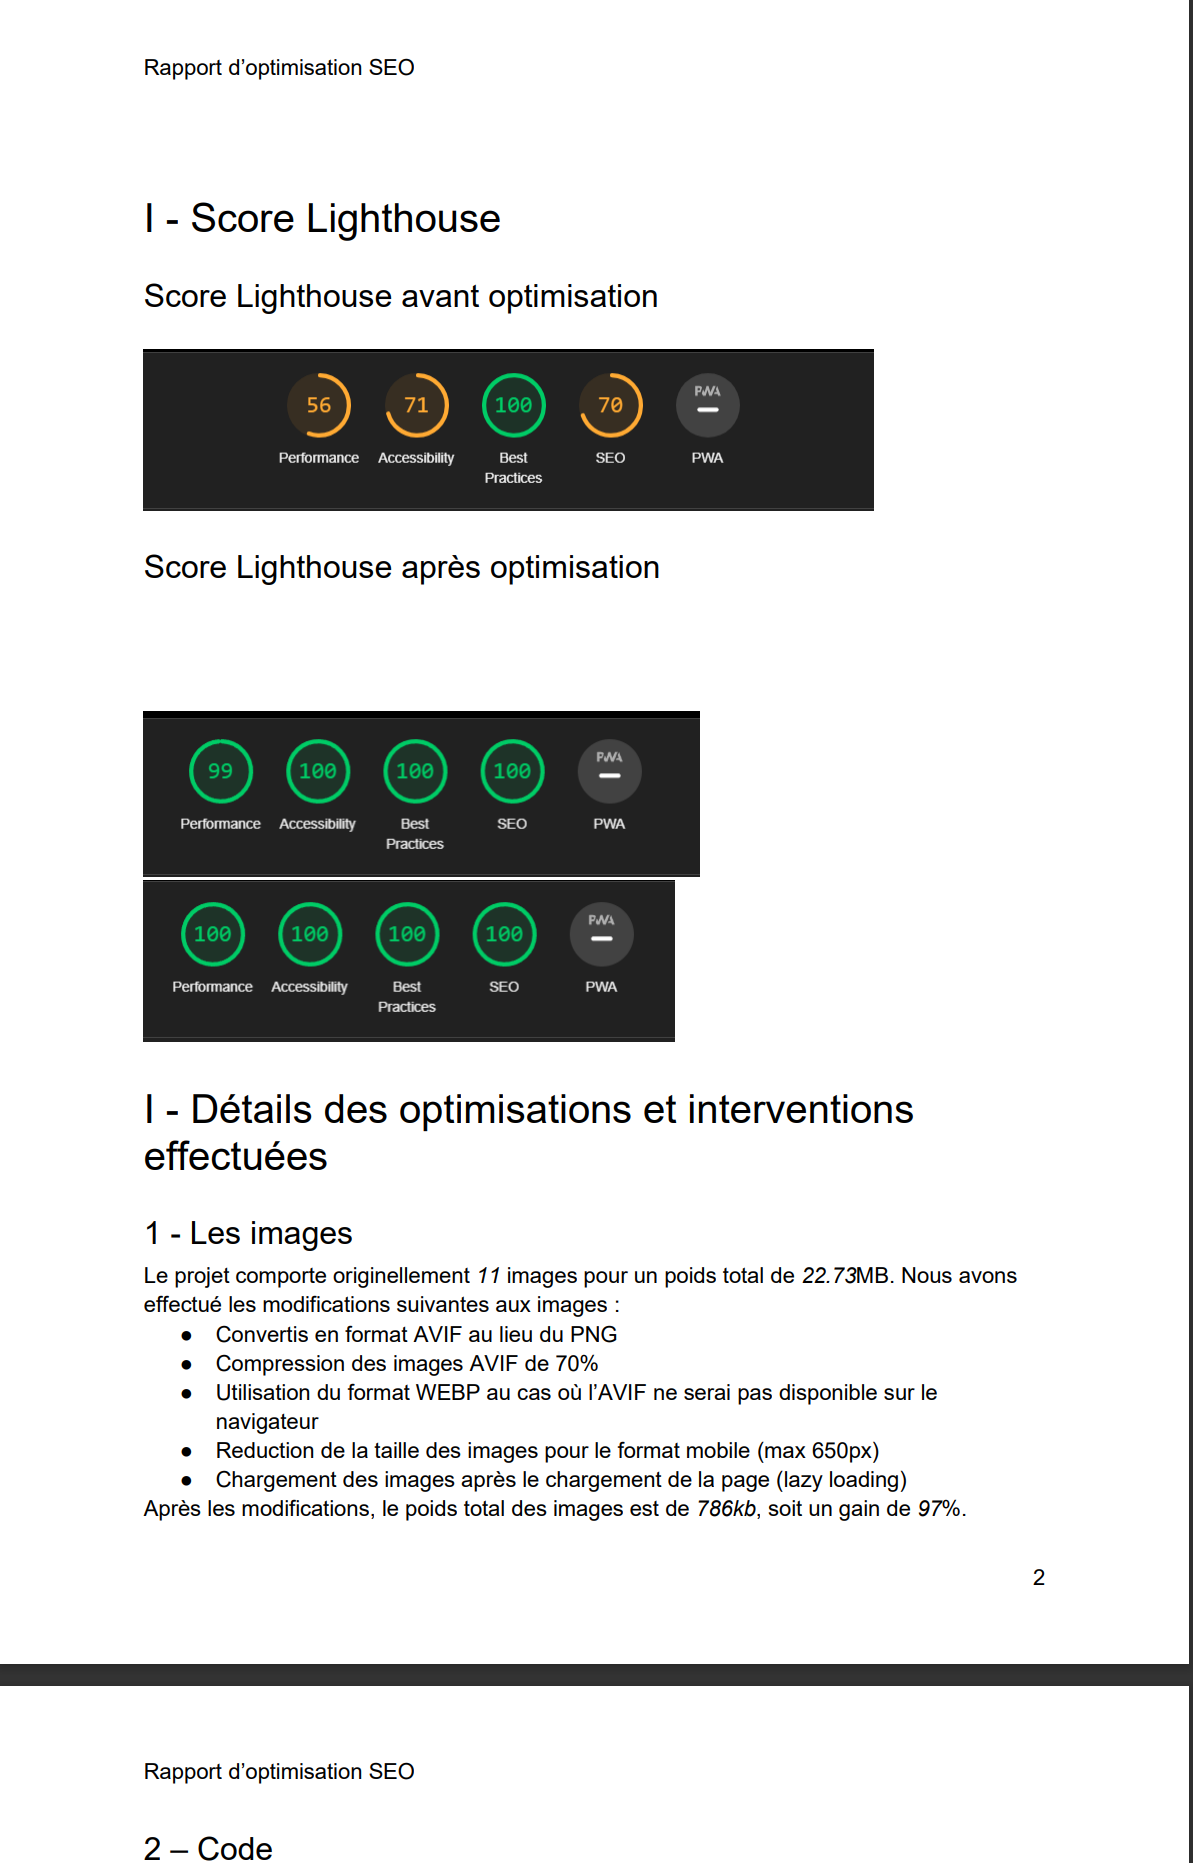 Rapport d’optimisation SEO
I - Score Lighthouse
Score Lighthouse avant optimisation
56 71 100 70 PWA
Performance Accessibility Best Practices SEO PWA
Score Lighthouse après optimisation
99 100 100 100 PWA
Performance Accessibility Best Practices SEO PWA
100 100 100 100 PWA
Performance Accessibility Best Practices SEO PWA
I - Détails des optimisations et interventions
effectuées
1 - Les images
Le projet comporte originellement 11 images pour un poids total de 22.73MB. Nous avons
effectué les modifications suivantes aux images :
● Convertis en format AVIF au lieu du PNG
● Compression des images AVIF de 70%
● Utilisation du format WEBP au cas où l’AVIF ne serai pas disponible sur le
navigateur
● Reduction de la taille des images pour le format mobile (max 650px)
● Chargement des images après le chargement de la page (lazy loading)
Après les modifications, le poids total des images est de 786kb, soit un gain de 97%.
2
Rapport d’optimisation SEO
2 – Code